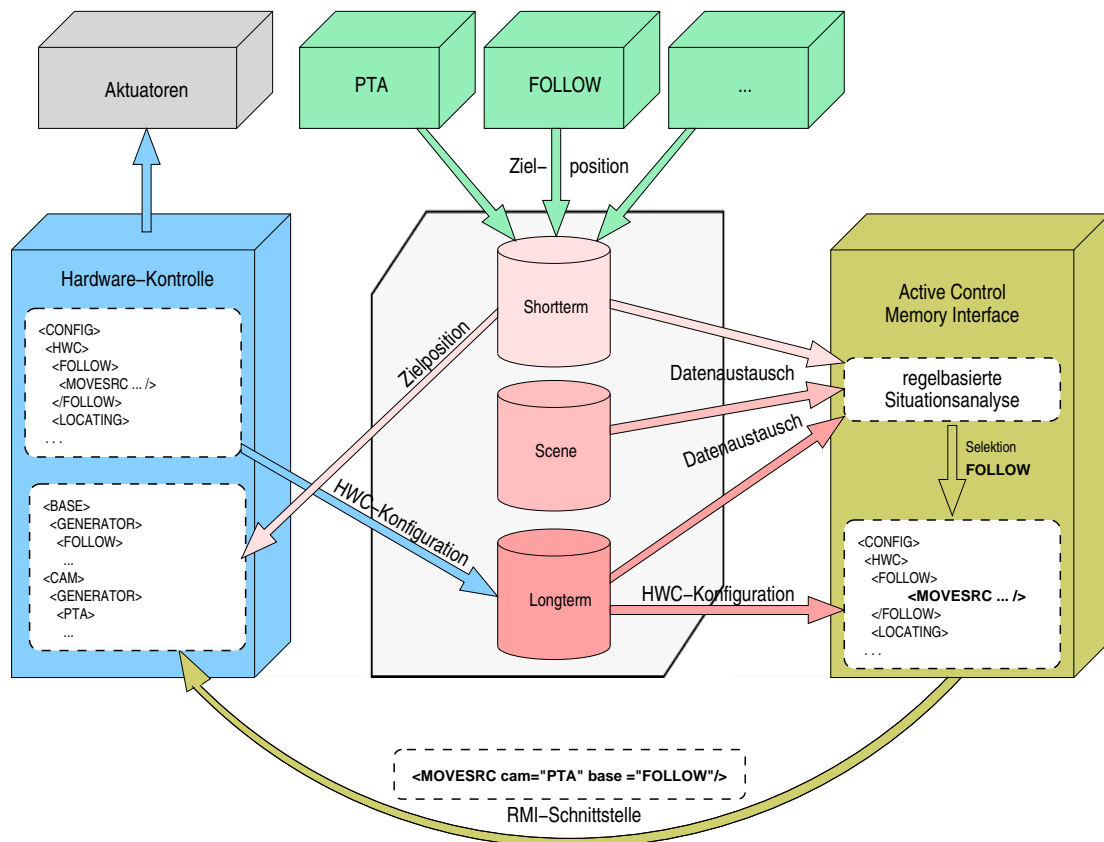 Aktuatoren
PTA
FOLLOW
...
Ziel– position
Hardware–Kontrolle
<CONFIG>
<HWC>
<FOLLOW>
<MOVESRC ... />
</FOLLOW>
<LOCATING>
. . .
<BASE>
<GENERATOR>
<FOLLOW>
...
<CAM>
<GENERATOR>
<PTA>
...
Zielposition
HWC–Konfiguration
Shortterm
Scene
Longterm
Datenaustausch
Datenaustausch
HWC–Konfiguration
Active Control
Memory Interface
regelbasierte
Situationsanalyse
Selektion
FOLLOW
<CONFIG>
<HWC>
<FOLLOW>
<MOVESRC ... />
</FOLLOW>
<LOCATING>
. . .
<MOVESRC cam="PTA" base ="FOLLOW"/>
RMI–Schnittstelle